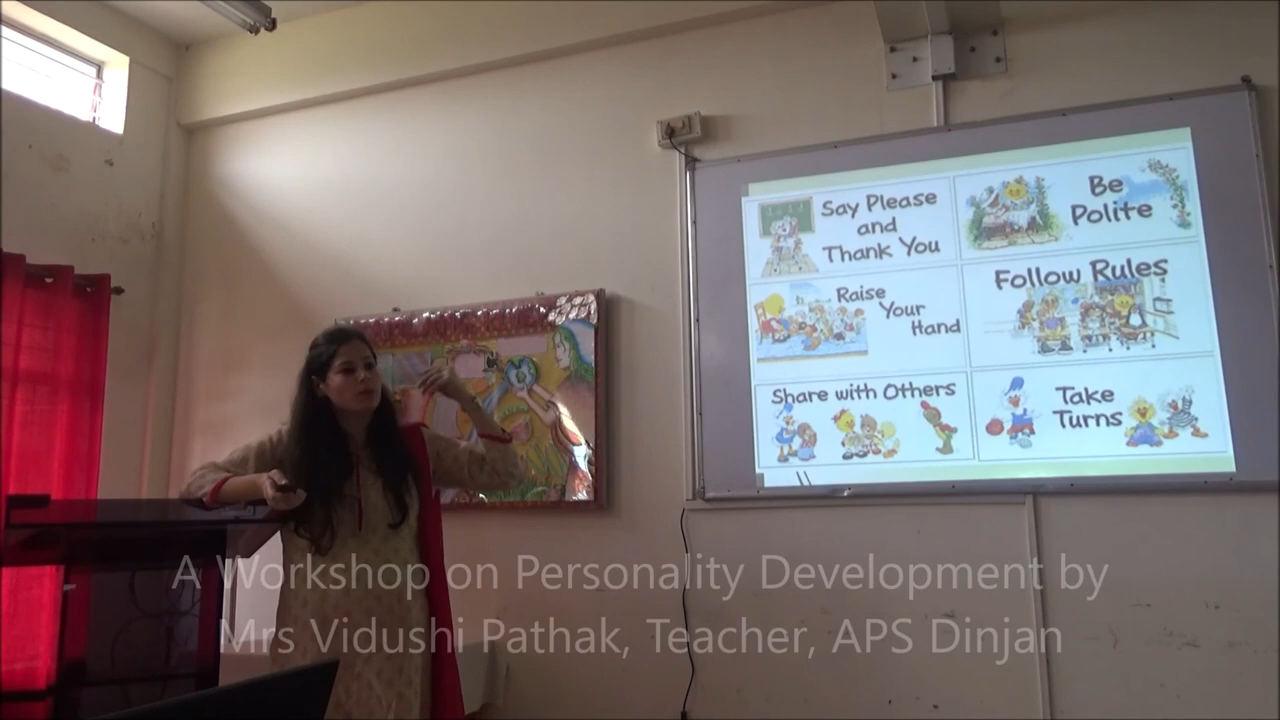 Say Please
and
Thank You
Be
Polite
Raise
Your
Hand
Follow Rules
Share with Others
Take
Turns
A Workshop on Personality Development by
Mrs Vidushi Pathak, Teacher, APS Dinjan